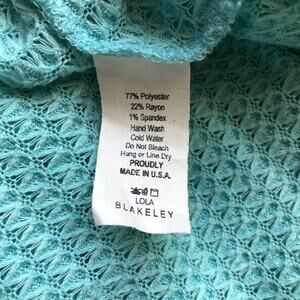 77% Polyester
22% Rayon
1% Spandex
Hand Wash
Cold Water
Do Not Bleach
Hung or Line Dry
PROUDLY
MADE IN U.S.A.
LOLA
BLAKELEY